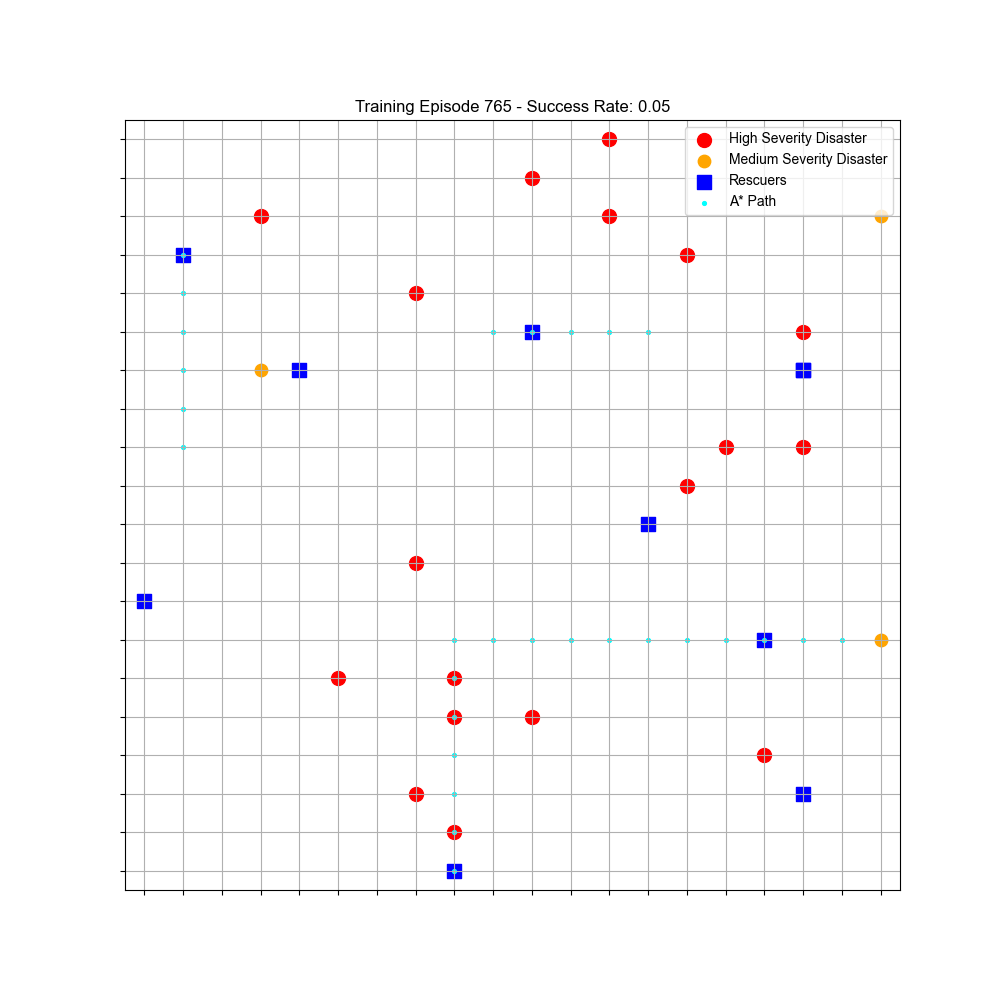 Training Episode 765 - Success Rate: 0.05
High Severity Disaster
Medium Severity Disaster
Rescuers
A* Path